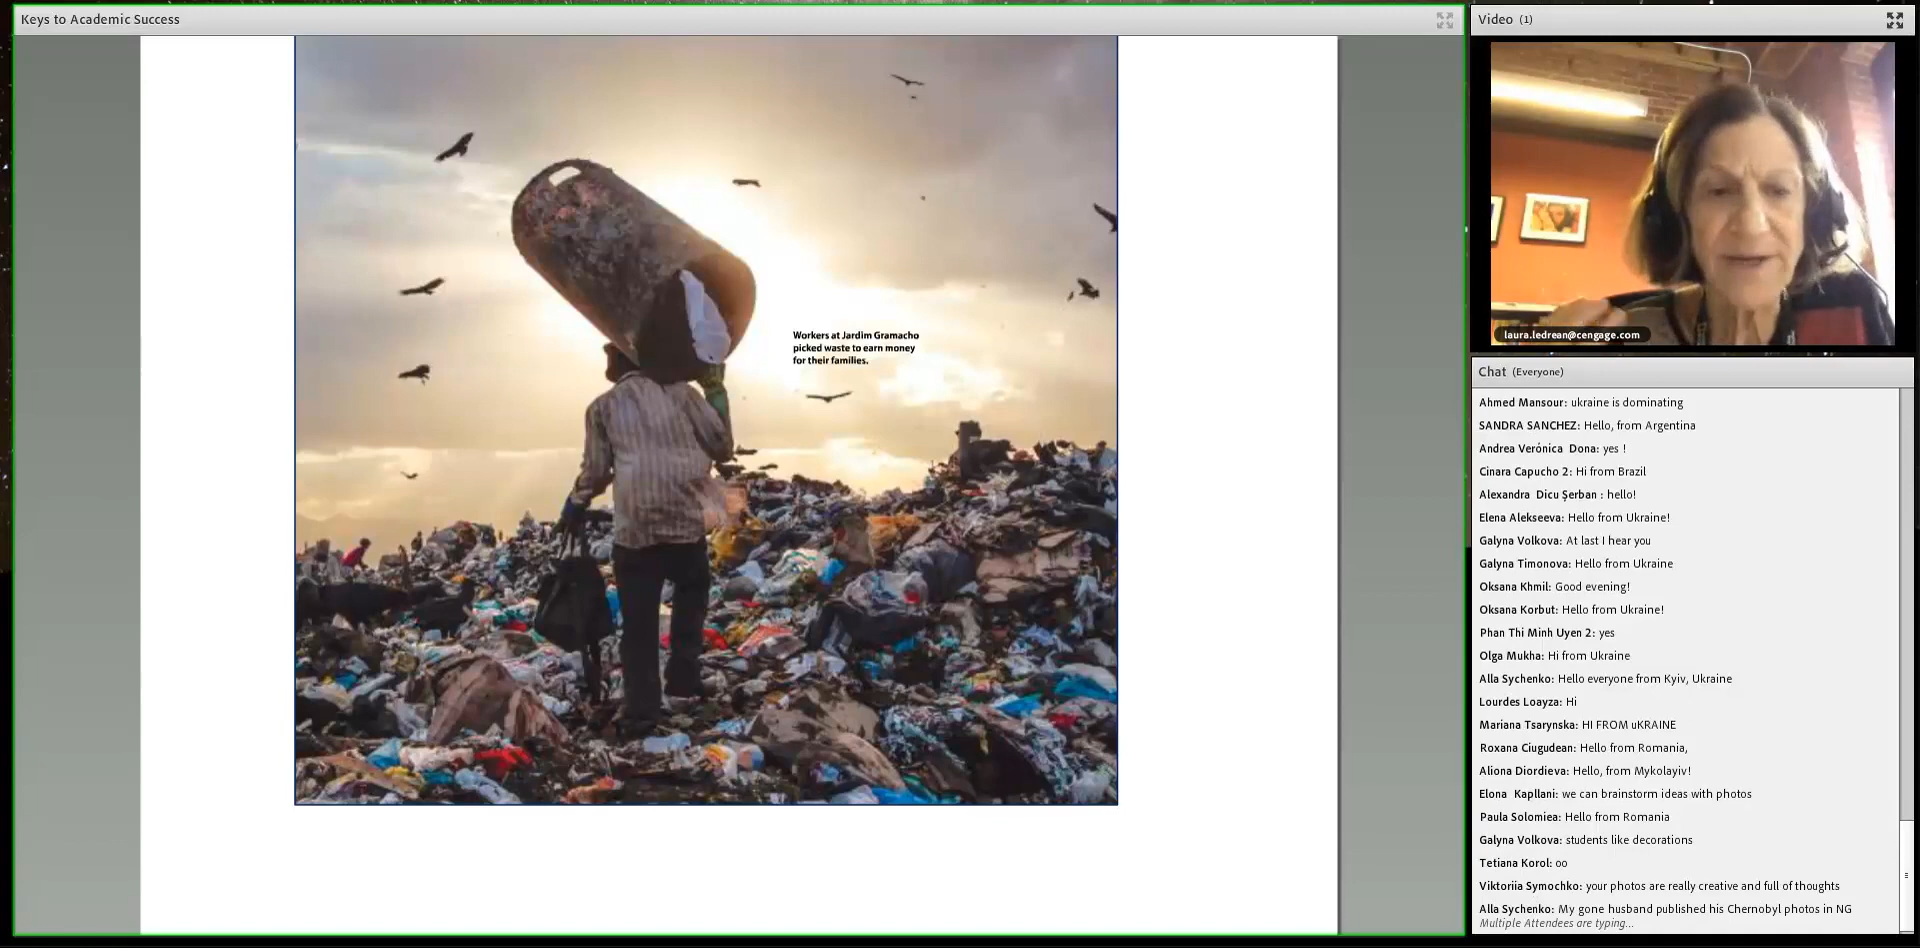 Keys to Academic Success
Workers at Jardim Gramacho
picked waste to earn money
for their families.
Video (1)
laura.ledrean@cengage.com
Chat (Everyone)
Ahmed Mansour: ukraine is dominating
SANDRA SANCHEZ: Hello, from Argentina
Andrea Verónica Dona: yes !
Cinara Capucho 2: Hi from Brazil
Alexandra Dicu Șerban : hello!
Elena Alekseeva: Hello from Ukraine!
Galyna Volkova: At last I hear you
Galyna Timonova: Hello from Ukraine
Oksana Khmil: Good evening!
Oksana Korbut: Hello from Ukraine!
Phan Thi Minh Uyen 2: yes
Olga Mukha: Hi from Ukraine
Alla Sychenko: Hello everyone from Kyiv, Ukraine
Lourdes Loayza: Hi
Mariana Tsarynska: HI FROM uKRAINE
Roxana Ciugudean: Hello from Romania,
Aliona Diordieva: Hello, from Mykolayiv!
Elona Kapllani: we can brainstorm ideas with photos
Paula Solomiea: Hello from Romania
Galyna Volkova: students like decorations
Tetiana Korol: oo
Viktoriia Symochko: your photos are really creative and full of thoughts
Alla Sychenko: My gone husband published his Chernobyl photos in NG
Multiple Attendees are typing...